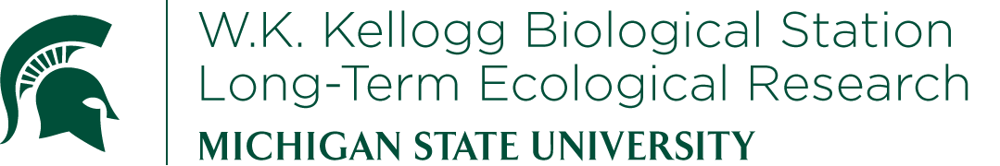 W.K. Kellogg Biological Station
Long-Term Ecological Research
MICHIGAN STATE UNIVERSITY